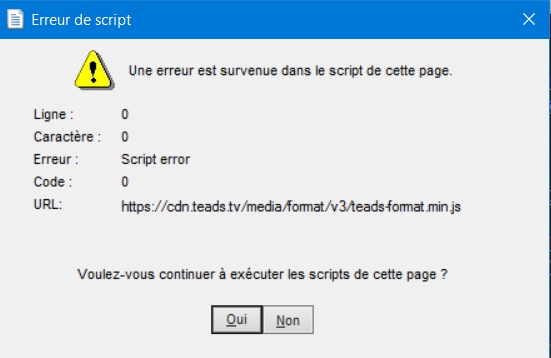 Erreur de script
Une erreur est survenue dans le script de cette page.
Ligne : 0
Caractère : 0
Erreur : Script error
Code : 0
URL: https://cdn.teads.tv/media/format/v3/teads-format.min.js
Voulez-vous continuer à exécuter les scripts de cette page ?
Oui Non